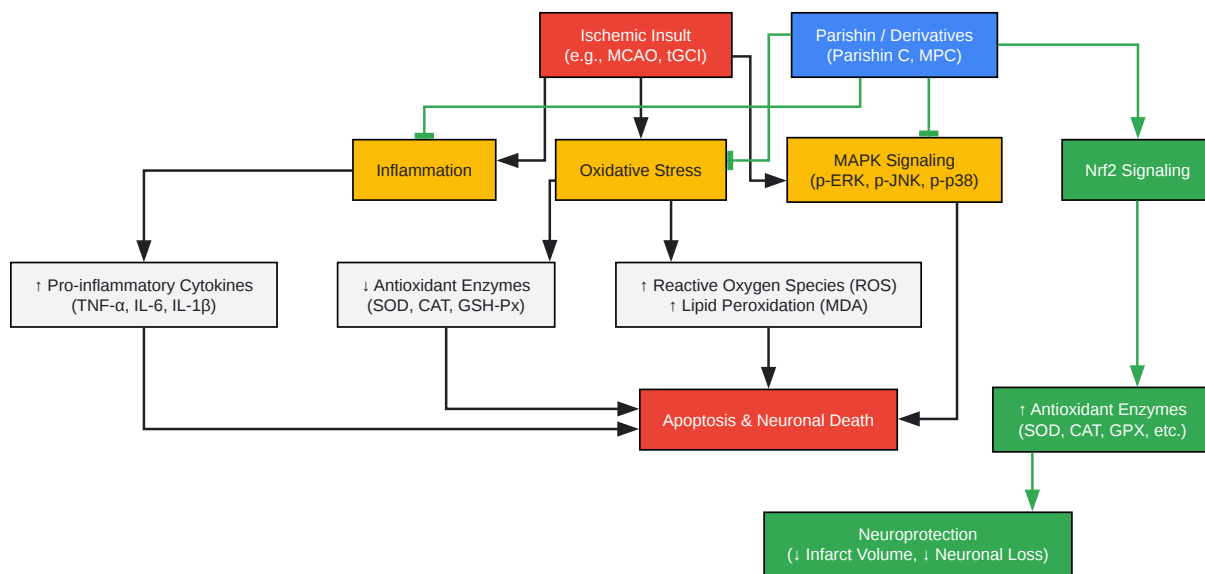 Ischemic Insult
(e.g., MCAO, tGCI)
Parishin / Derivatives
(Parishin C, MPC)
Inflammation
Oxidative Stress
MAPK Signaling
(p-ERK, p-JNK, p-p38)
Nrf2 Signaling
↑ Pro-inflammatory Cytokines
(TNF-α, IL-6, IL-1β)
↓ Antioxidant Enzymes
(SOD, CAT, GSH-Px)
↑ Reactive Oxygen Species (ROS)
↑ Lipid Peroxidation (MDA)
Apoptosis & Neuronal Death
↑ Antioxidant Enzymes
(SOD, CAT, GPX, etc.)
Neuroprotection
(↓ Infarct Volume, ↓ Neuronal Loss)